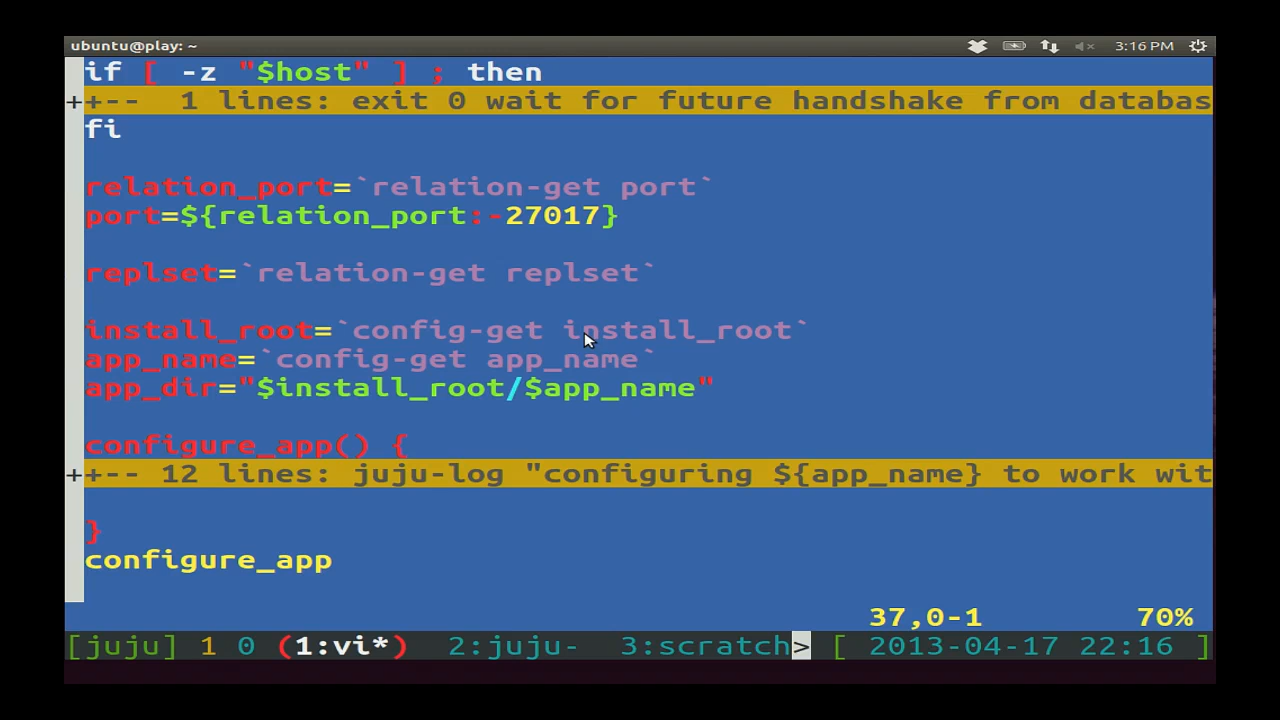 ubuntu@play: ~ 3:16 PM
if [ -z "$host" ] ; then
++-- 1 lines: exit 0 wait for future handshake from databas
fi
relation_port=`relation-get port`
port=${relation_port:-27017}
replset=`relation-get replset`
install_root=`config-get install_root`
app_name=`config-get app_name`
app_dir="$install_root/$app_name"
configure_app() {
++-- 12 lines: juju-log "configuring ${app_name} to work wit
}
configure_app
37,0-1 70%
[juju] 1 0 (1:vi*) 2:juju- 3:scratch> [ 2013-04-17 22:16 ]